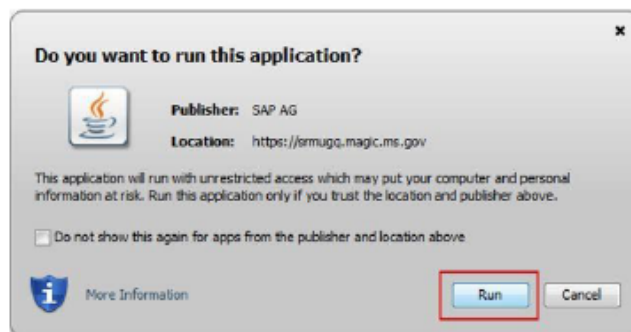 Do you want to run this application?
Publisher: SAP AG
Location: https://srmugq.magic.ms.gov
This application will run with unrestricted access which may put your computer and personal
information at risk. Run this application only if you trust the location and publisher above.
Do not show this again for apps from the publisher and location above
More Information
Run
Cancel